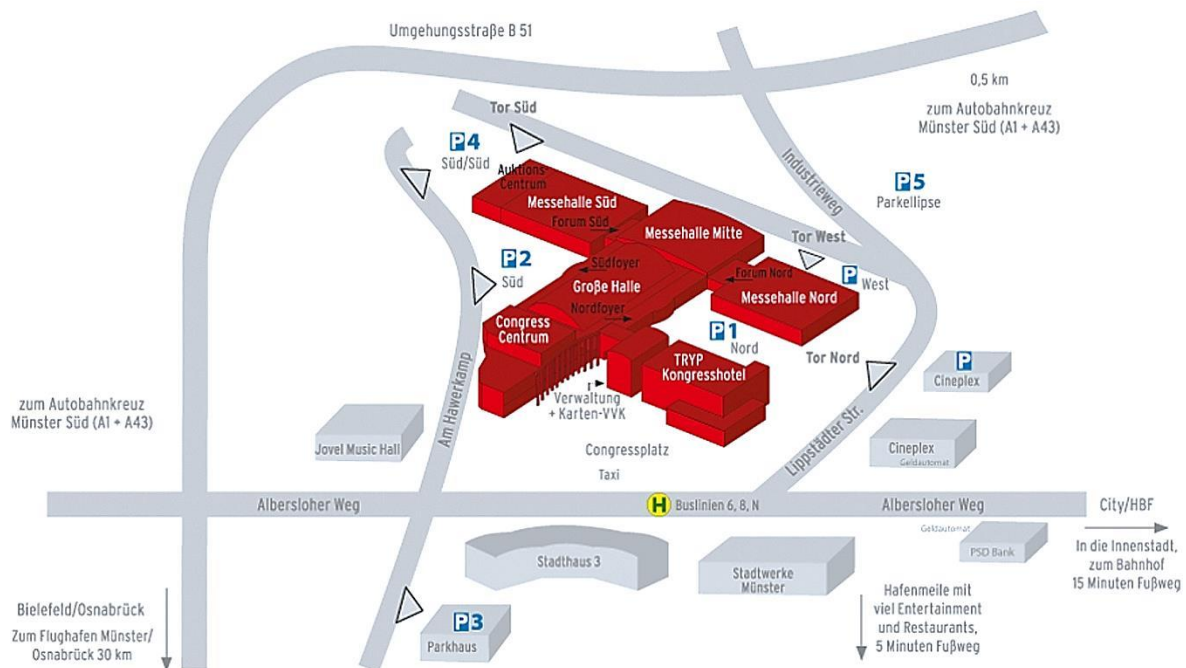 Umgehungsstraße B 51
0,5 km
zum Autobahnkreuz
Münster Süd (A1 + A43)
Tor Süd
P 4
Süd/Süd
Auktions-
Centrum
Messehalle Süd
Forum Süd
Messehalle Mitte
Industrieweg
P 5
Parkellipse
Tor West
P 2
Süd
Südfoyer
Große Halle
Forum Nord
Messehalle Nord
P
West
Nordfoyer
Congress
Centrum
P 1
Nord
TRYP
Kongresshotel
Tor Nord
P
Cineplex
Verwaltung
+ Karten-VVK
zum Autobahnkreuz
Münster Süd (A1 + A43)
Am Hawerkamp
Jovel Music Hall
Congressplatz
Taxi
Lippstädter Str.
Cineplex
Geldautomat
Albersloher Weg
H
Buslinien 6, 8, N
Albersloher Weg
City/HBF
Geldautomat
PSD Bank
In die Innenstadt,
zum Bahnhof
15 Minuten Fußweg
Stadthaus 3
Stadtwerke
Münster
Hafenmeile mit
viel Entertainment
und Restaurants,
5 Minuten Fußweg
Bielefeld/Osnabrück
Zum Flughafen Münster/
Osnabrück 30 km
P 3
Parkhaus